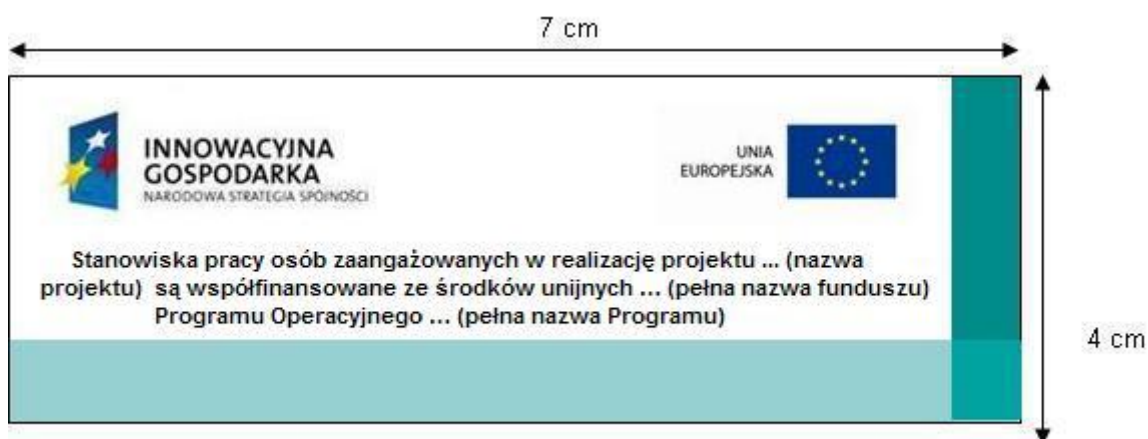 7 cm
INNOWACYJNA
GOSPODARKA
NARODOWA STRATEGIA SPÓJNOŚCI
UNIA
EUROPEJSKA
Stanowiska pracy osób zaangażowanych w realizację projektu ... (nazwa
projektu) są współfinansowane ze środków unijnych ... (pełna nazwa funduszu)
Programu Operacyjnego ... (pełna nazwa Programu)
4 cm